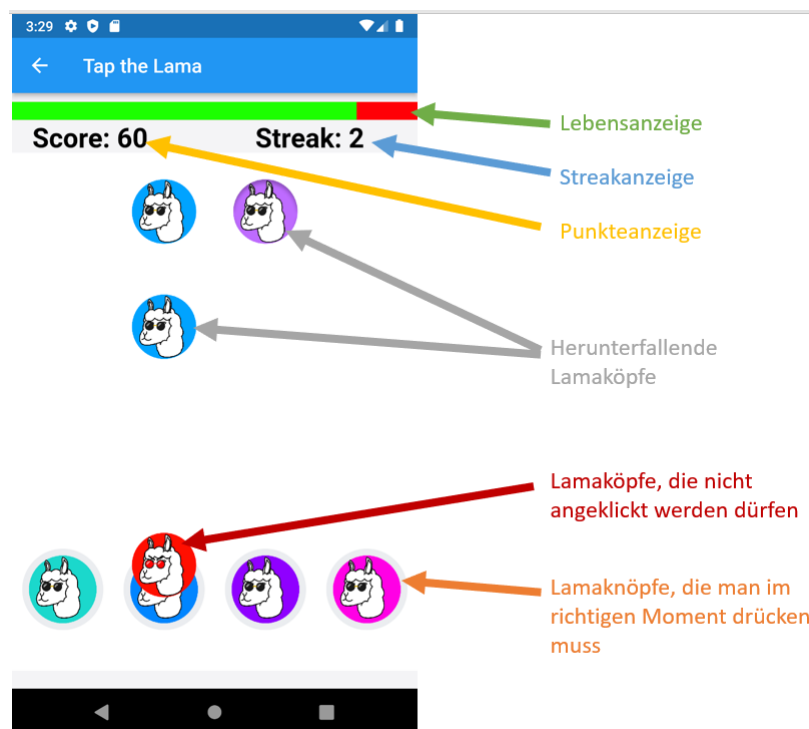 3:29
Tap the Lama
Score: 60 Streak: 2
Lebensanzeige
Streakanzeige
Punkteanzeige
Herunterfallende
Lamaköpfe
Lamaköpfe, die nicht
angeklickt werden dürfen
Lamaknöpfe, die man im
richtigen Moment drücken
muss